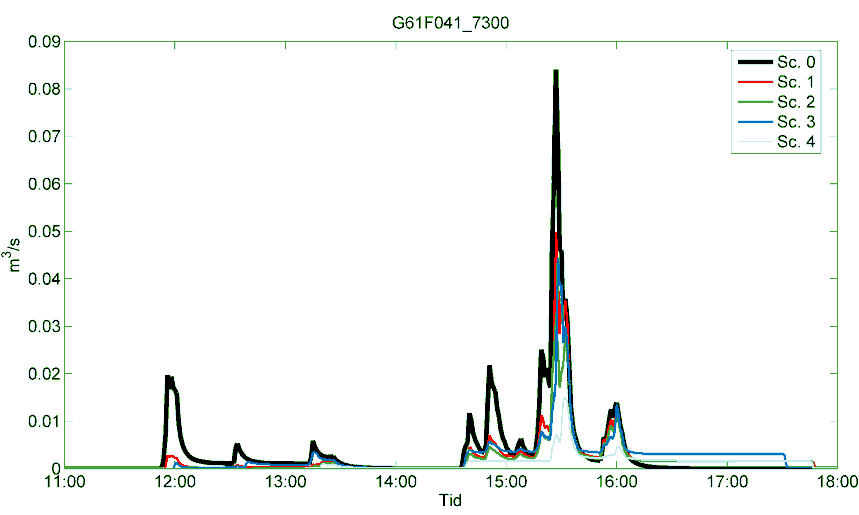 G61F041_7300
0.09
0.08
0.07
0.06
0.05
0.04
0.03
0.02
0.01
0
m³/s
11:00 12:00 13:00 14:00 15:00 16:00 17:00 18:00
Tid
Sc. 0
Sc. 1
Sc. 2
Sc. 3
Sc. 4